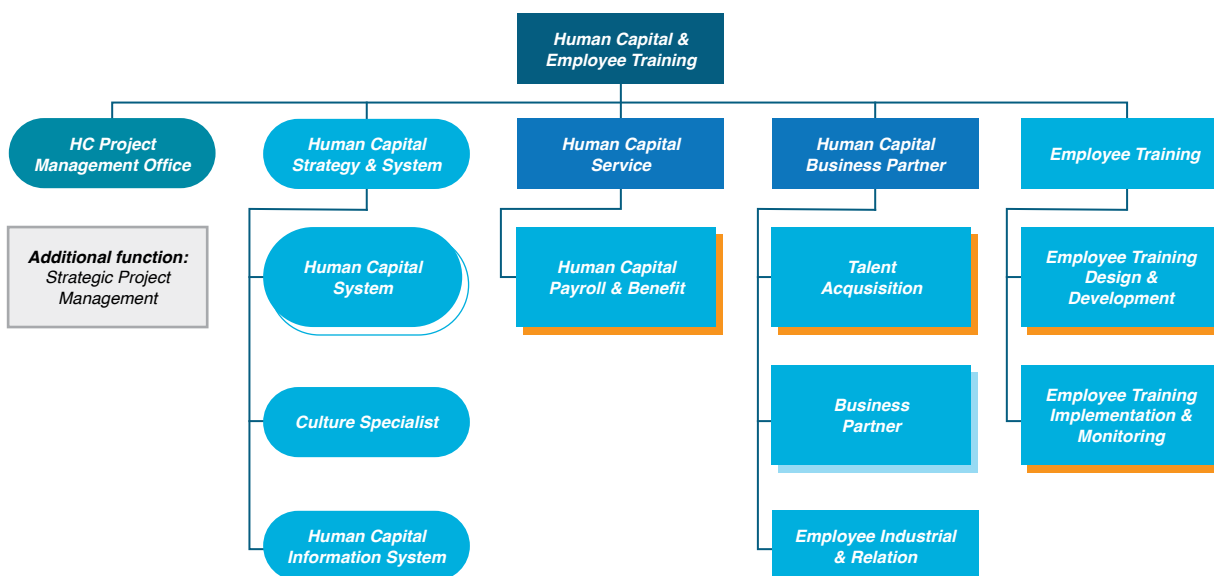 Human Capital &
Employee Training
HC Project
Management Office
Human Capital
Strategy & System
Human Capital
Service
Human Capital
Business Partner
Employee Training
Additional function:
Strategic Project
Management
Human Capital
System
Human Capital
Payroll & Benefit
Talent
Acqusisition
Employee Training
Design &
Development
Culture Specialist
Business
Partner
Employee Training
Implementation &
Monitoring
Human Capital
Information System
Employee Industrial
& Relation